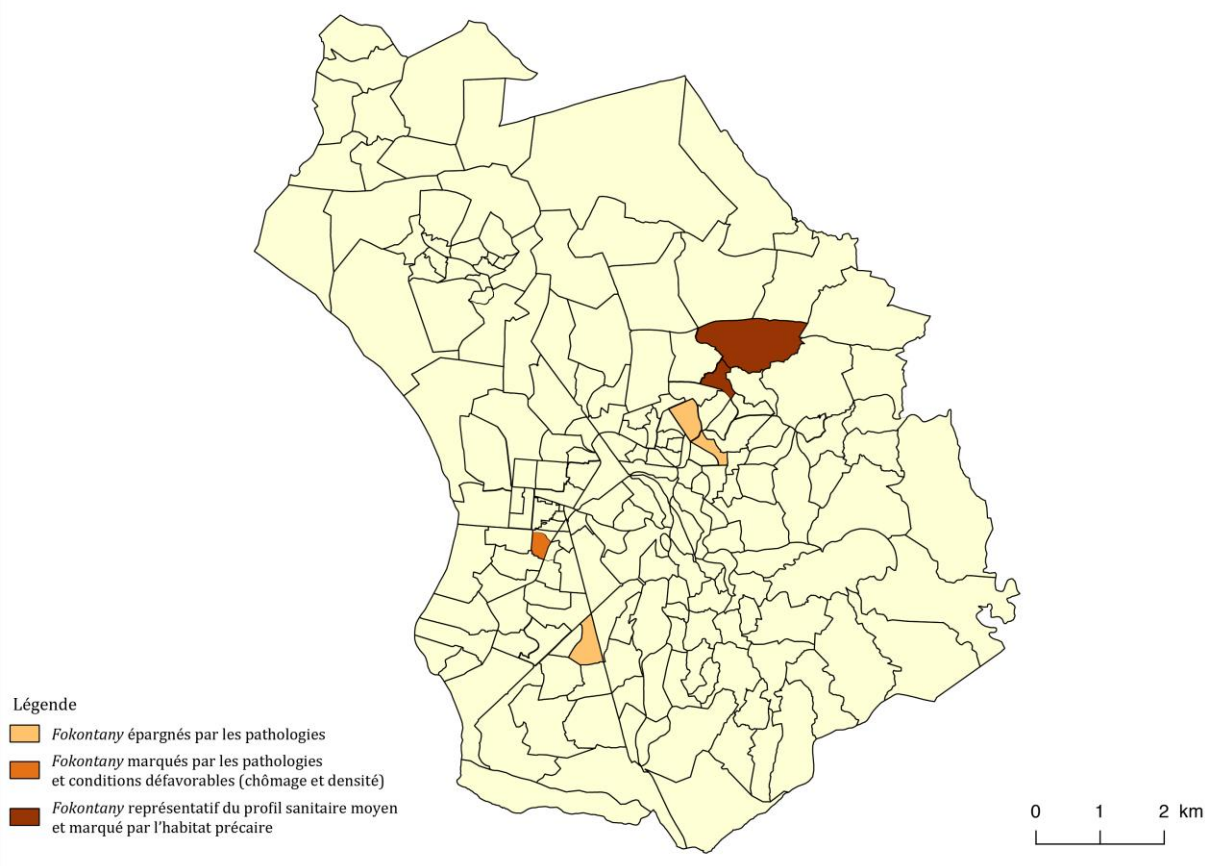 Légende
Fokontany épargnés par les pathologies
Fokontany marqués par les pathologies
et conditions défavorables (chômage et densité)
Fokontany représentatif du profil sanitaire moyen
et marqué par l'habitat précaire
0 1 2 km